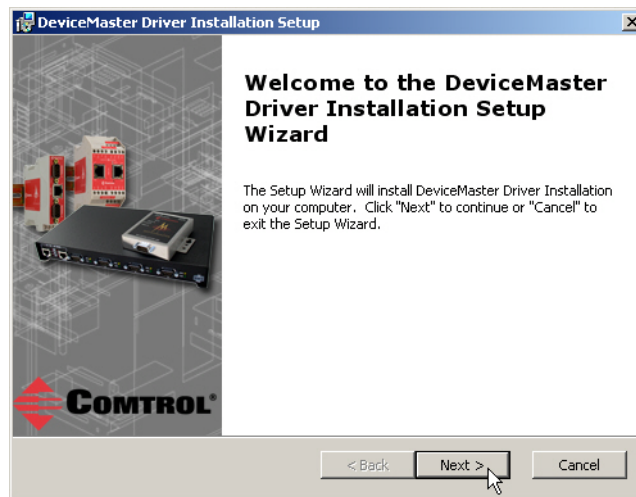 DeviceMaster Driver Installation Setup
Welcome to the DeviceMaster
Driver Installation Setup
Wizard
The Setup Wizard will install DeviceMaster Driver Installation
on your computer. Click "Next" to continue or "Cancel" to
exit the Setup Wizard.
COMTROL®
< Back
Next >
Cancel